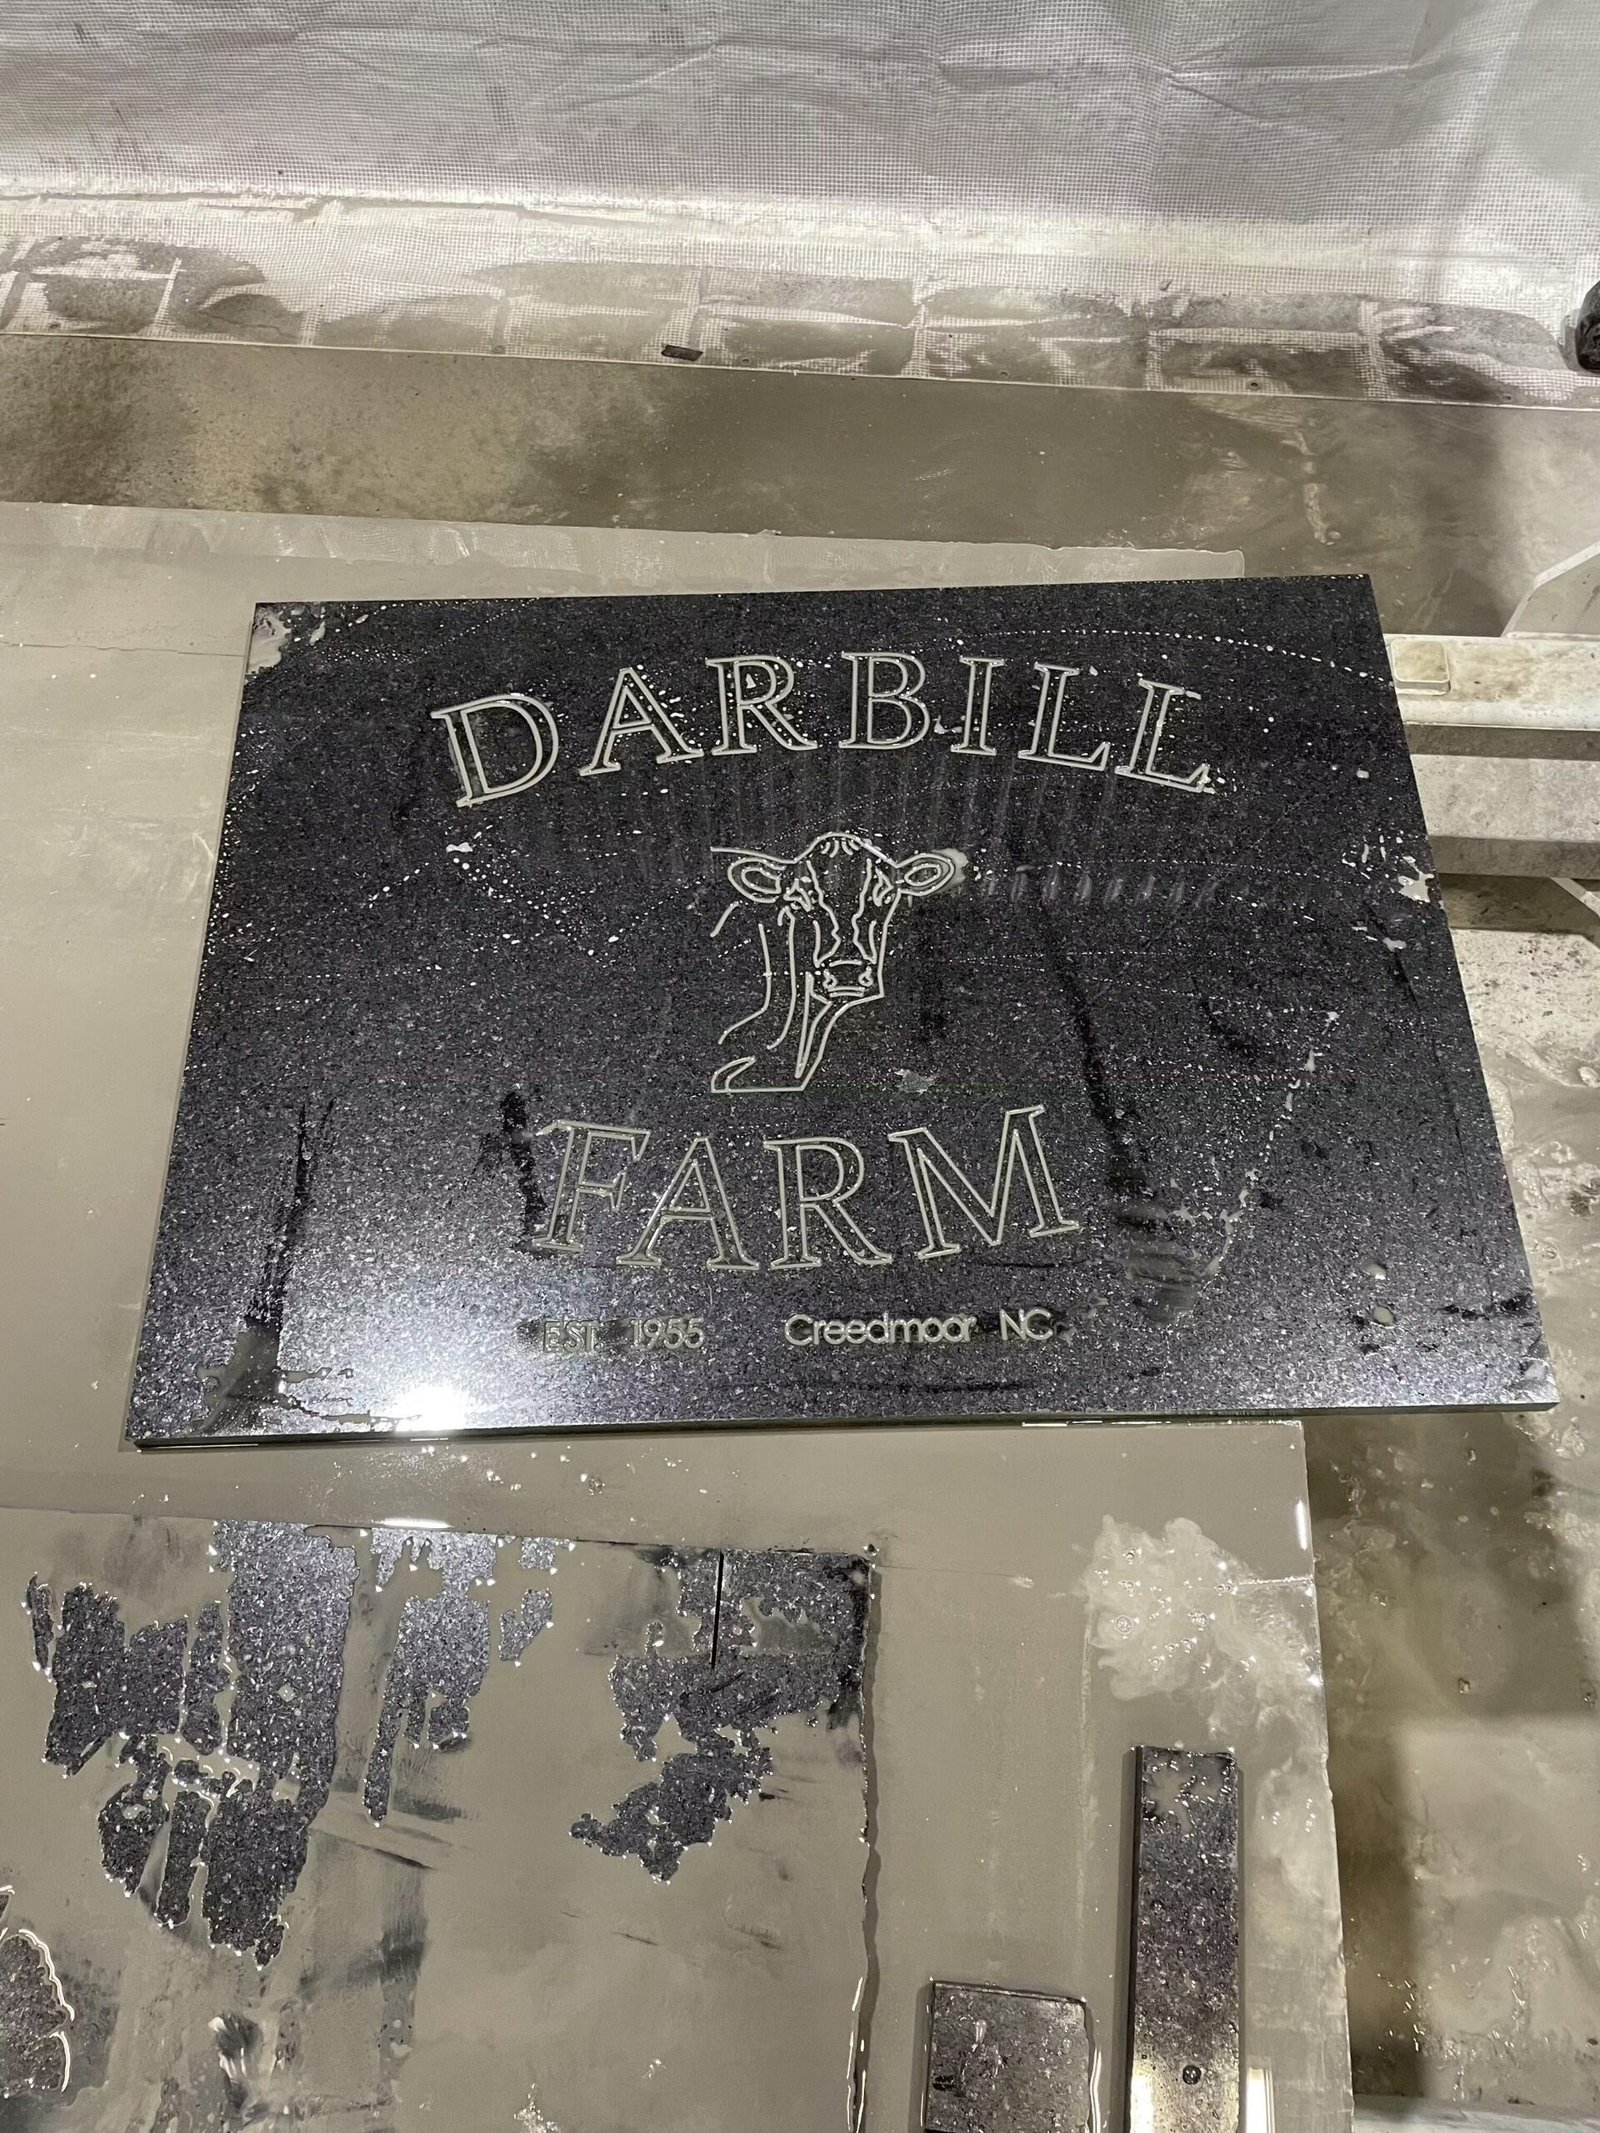 DARBILL
FARM
EST. 1955 Creedmoor NC